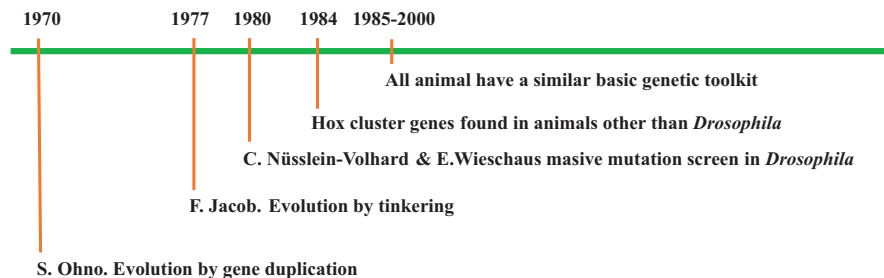 1970 1977 1980 1984 1985-2000
All animal have a similar basic genetic toolkit
Hox cluster genes found in animals other than Drosophila
C. Nüsslein-Volhard & E.Wieschaus masive mutation screen in Drosophila
F. Jacob. Evolution by tinkering
S. Ohno. Evolution by gene duplication